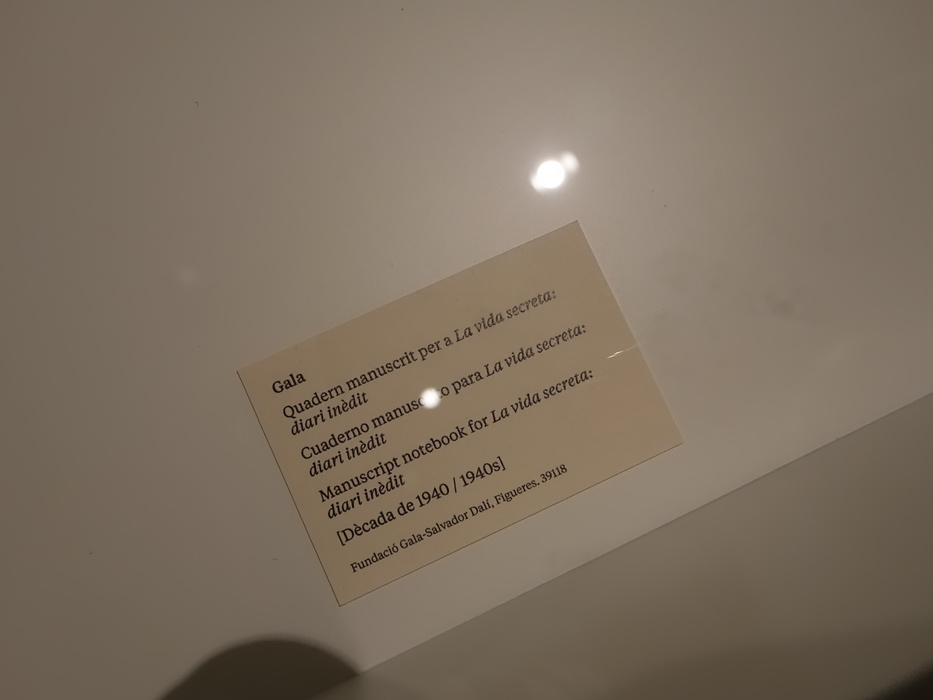 Gala
Quadern manuscrit per a La vida secreta:
diari inèdit
Cuaderno para La vida secreta:
diari inèdit
Manuscript notebook for La vida secreta:
diari inèdit
[Dècada de 1940 / 1940s]
Fundació Gala-Salvador Dalí, Figueres. 39118